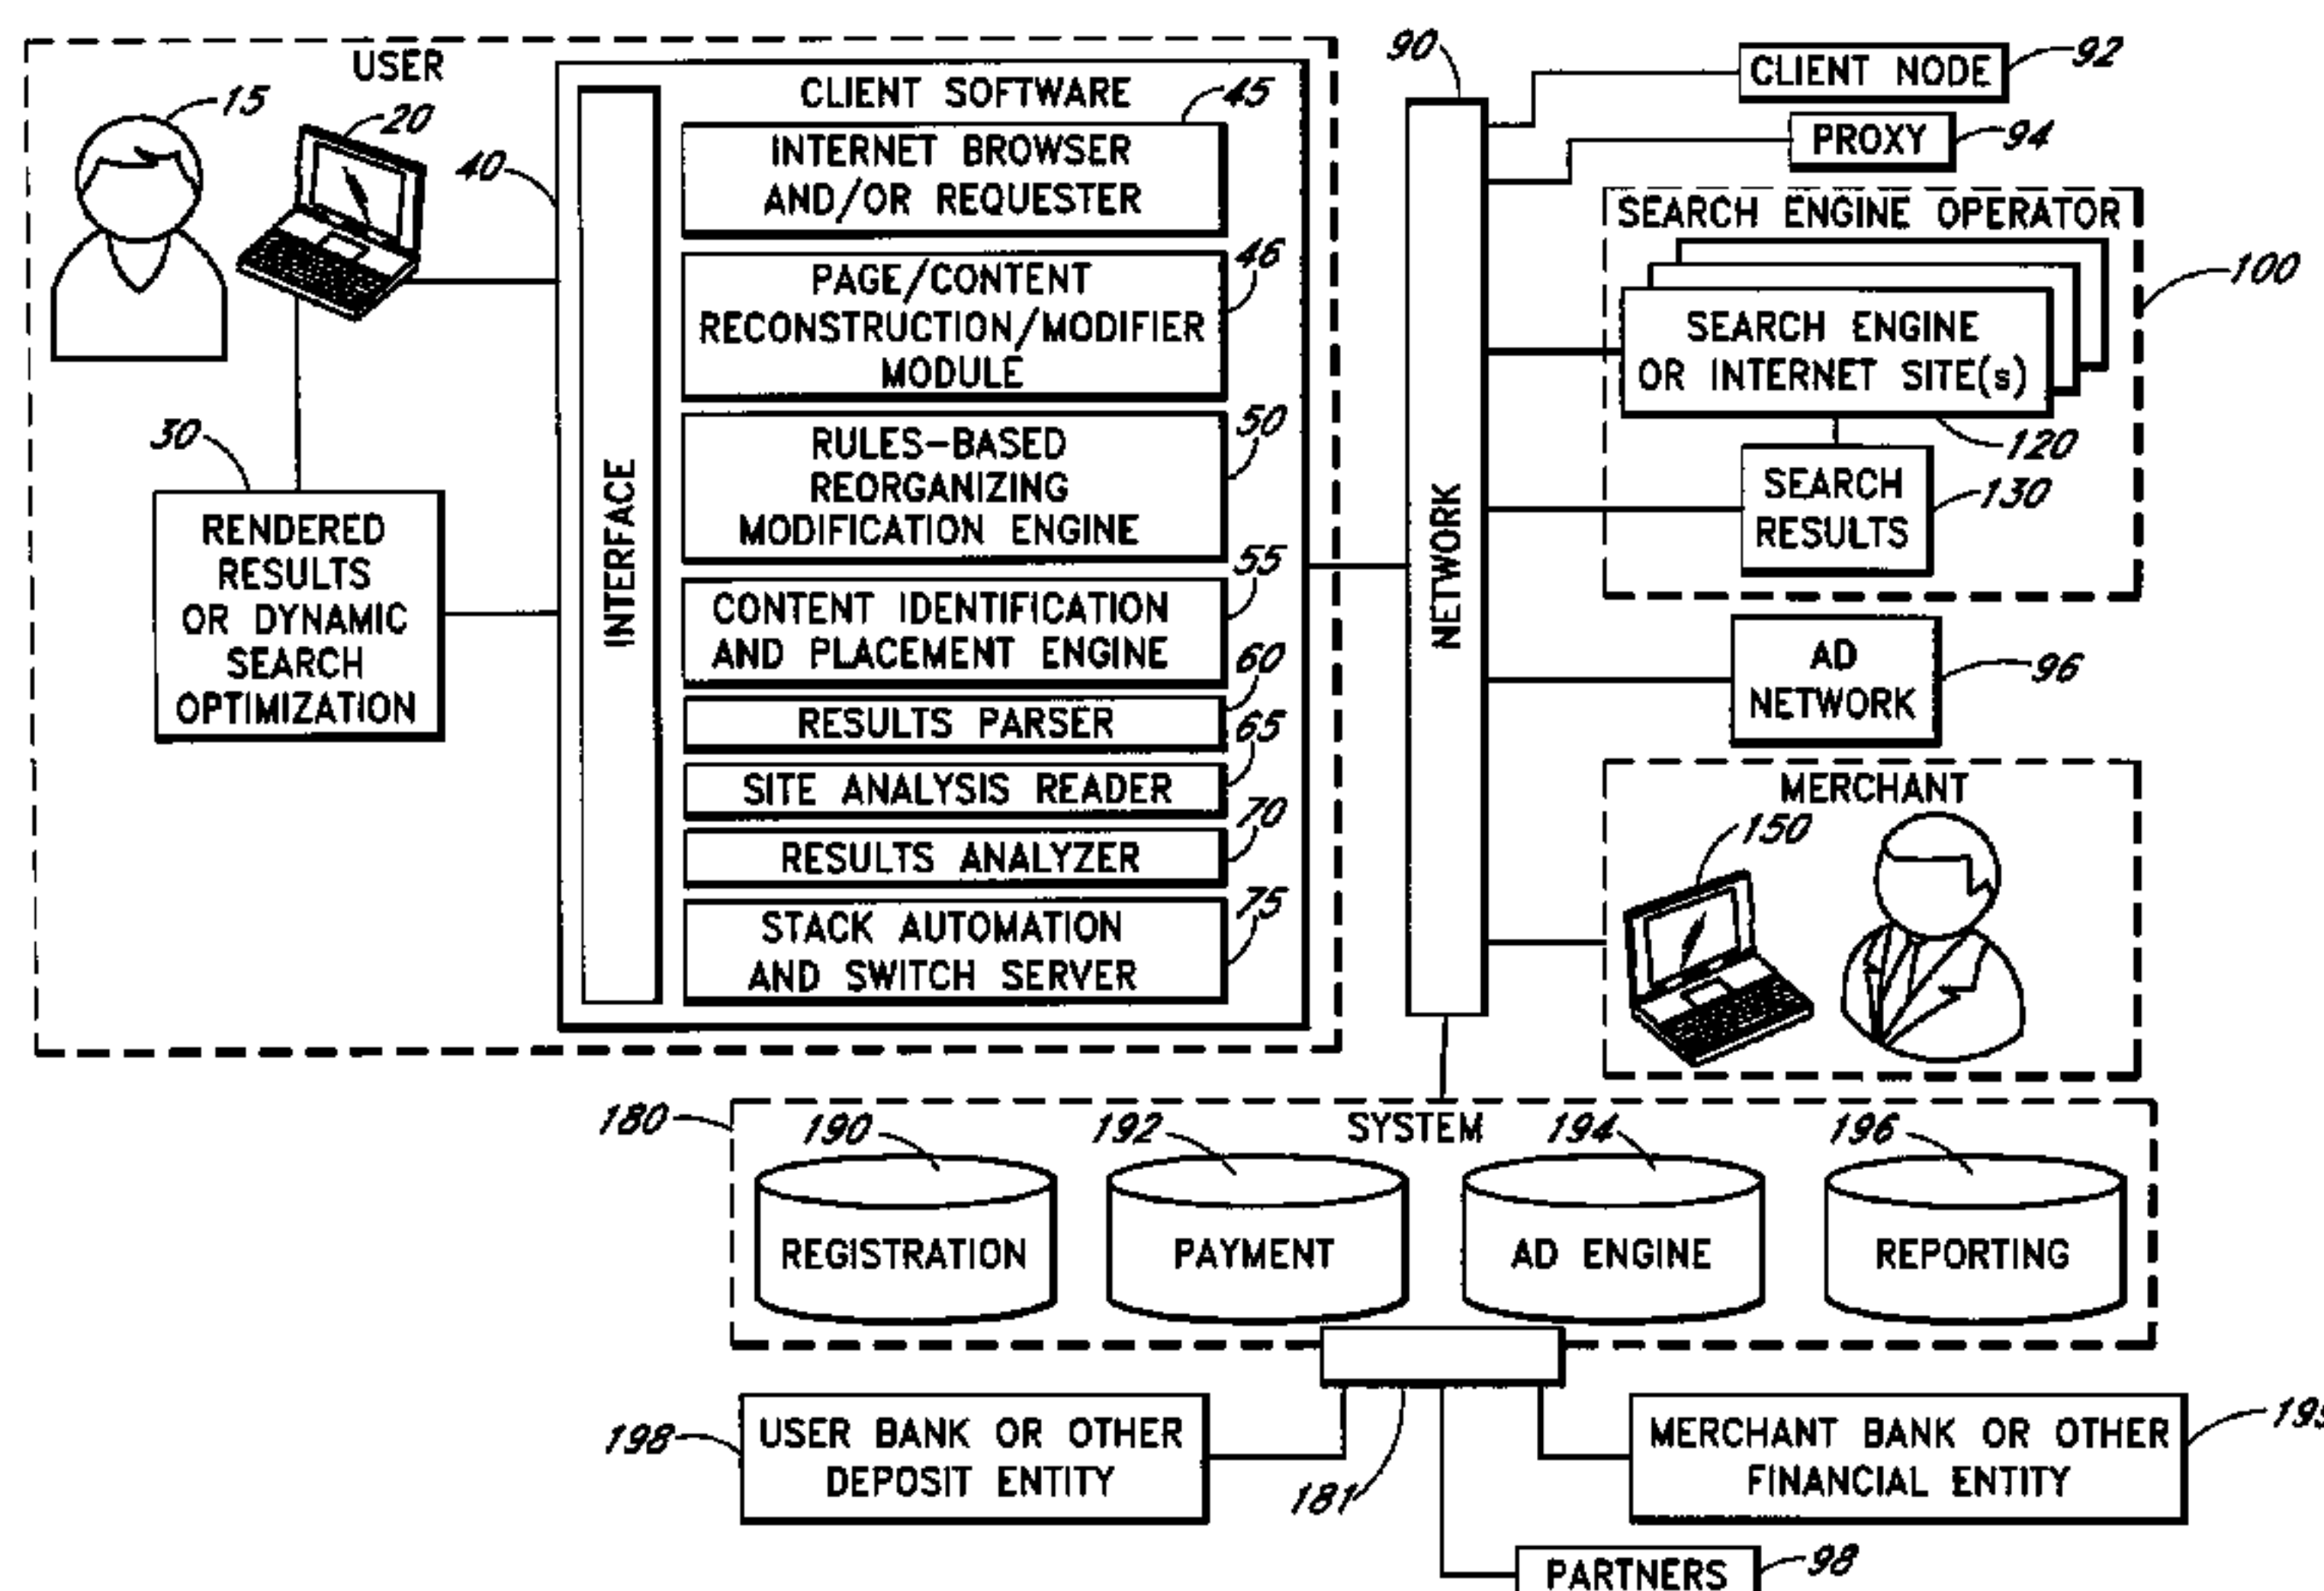 USER
15
20
40
30
RENDERED
RESULTS
OR DYNAMIC
SEARCH
OPTIMIZATION
CLIENT SOFTWARE
INTERFACE
45
INTERNET BROWSER
AND/OR REQUESTER
46
PAGE/CONTENT
RECONSTRUCTION/MODIFIER
MODULE
50
RULES-BASED
REORGANIZING
MODIFICATION ENGINE
55
CONTENT IDENTIFICATION
AND PLACEMENT ENGINE
60
RESULTS PARSER
65
SITE ANALYSIS READER
70
RESULTS ANALYZER
75
STACK AUTOMATION
AND SWITCH SERVER
90
NETWORK
CLIENT NODE
92
PROXY
94
SEARCH ENGINE OPERATOR
100
SEARCH ENGINE
OR INTERNET SITE(s)
120
SEARCH
RESULTS
130
AD
NETWORK
96
MERCHANT
150
180
SYSTEM
190
192
194
196
REGISTRATION
PAYMENT
AD ENGINE
REPORTING
198
USER BANK OR OTHER
DEPOSIT ENTITY
181
MERCHANT BANK OR OTHER
FINANCIAL ENTITY
PARTNERS
98